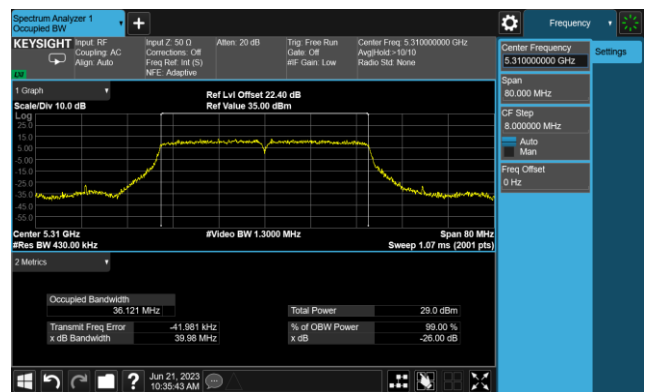 Spectrum Analyzer 1
Occupied BW
Frequency
KEYSIGHT
Input: RF
Coupling: AC
Align: Auto
Input Z: 50 Ω
Corrections: Off
Freq Ref: Int (S)
NFE: Adaptive
Atten: 20 dB
Trig: Free Run
Gate: Off
#IF Gain: Low
Center Freq: 5.310000000 GHz
Avg|Hold:>10/10
Radio Std: None
Center Frequency
5.310000000 GHz
Settings
Span
80.000 MHz
CF Step
8.000000 MHz
Auto
Man
Freq Offset
0 Hz
1 Graph
Scale/Div 10.0 dB
Ref Lvl Offset 22.40 dB
Ref Value 35.00 dBm
Log
25.0
15.0
5.00
-5.00
-15.0
-25.0
-35.0
-45.0
-55.0
Center 5.31 GHz
#Res BW 430.00 kHz
#Video BW 1.3000 MHz
Span 80 MHz
Sweep 1.07 ms (2001 pts)
2 Metrics
Occupied Bandwidth
36.121 MHz
Total Power 29.0 dBm
Transmit Freq Error -41.981 kHz
% of OBW Power 99.00 %
x dB Bandwidth 39.98 MHz
x dB -26.00 dB
?
Jun 21, 2023
10:35:43 AM